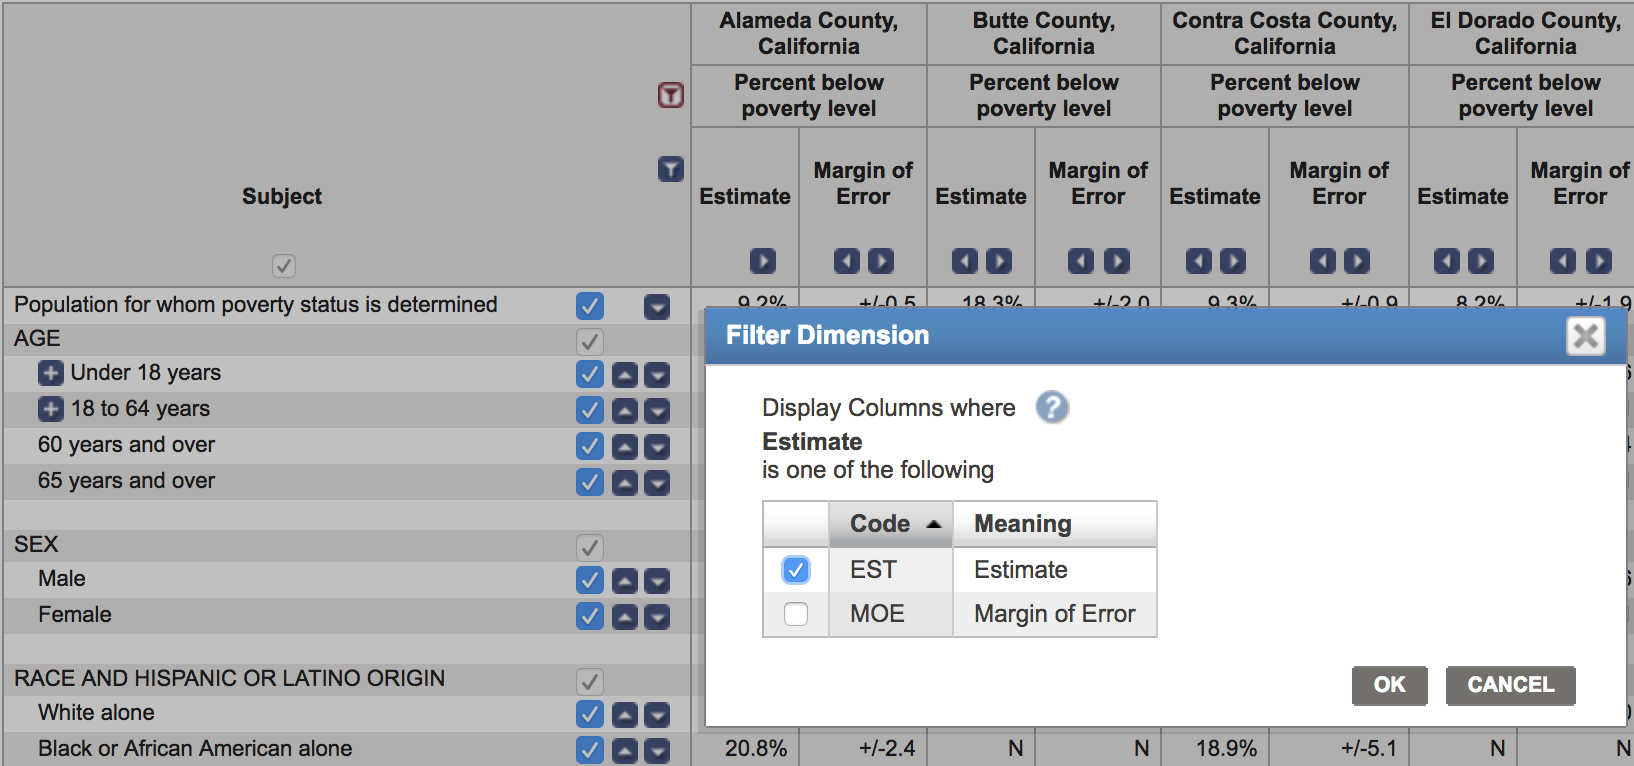 Alameda County, California
Butte County, California
Contra Costa County, California
El Dorado County, California
Percent below poverty level
Percent below poverty level
Percent below poverty level
Percent below poverty level
Subject
Estimate
Margin of Error
Estimate
Margin of Error
Estimate
Margin of Error
Estimate
Margin of Error
Population for whom poverty status is determined 9.2% +/-0.5 18.3% +/-2.0 9.3% +/-0.9 8.2% +/-1.9
AGE
Under 18 years
18 to 64 years
60 years and over
65 years and over
SEX
Male
Female
RACE AND HISPANIC OR LATINO ORIGIN
White alone
Black or African American alone 20.8% +/-2.4 N N 18.9% +/-5.1 N N
Filter Dimension
Display Columns where ?
Estimate
is one of the following
Code Meaning
EST Estimate
MOE Margin of Error
OK CANCEL